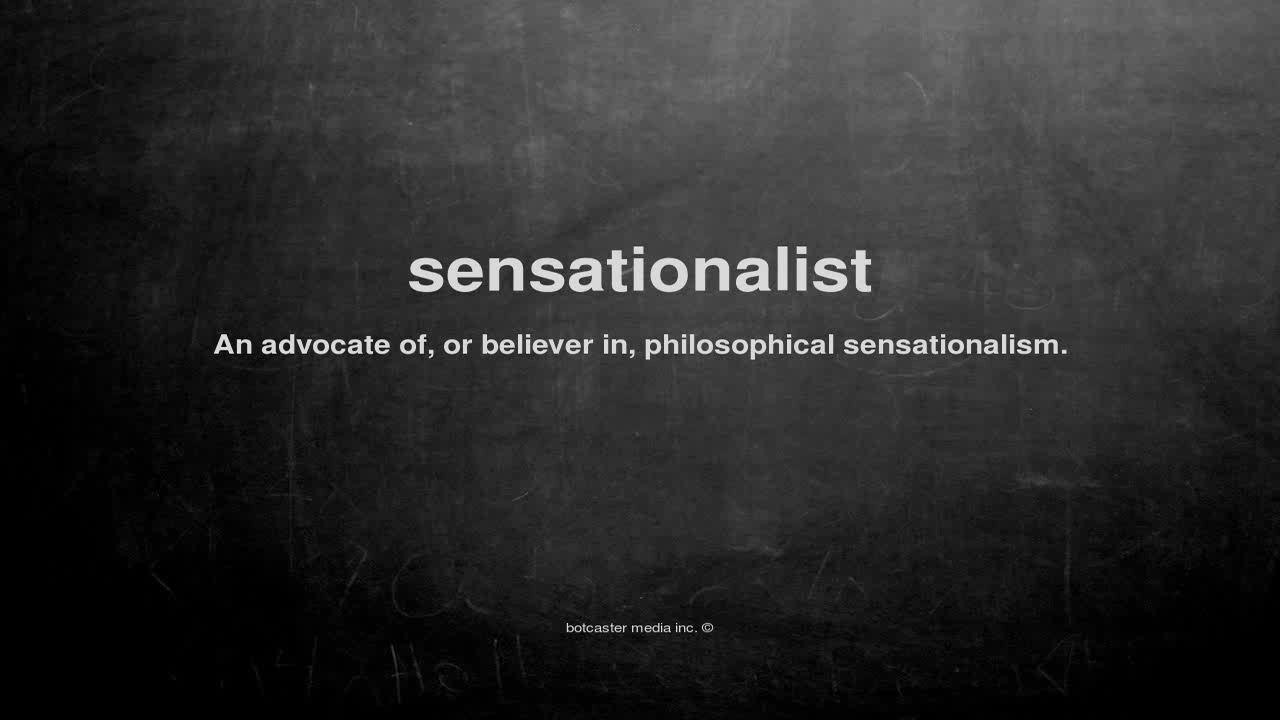 sensationalist
An advocate of, or believer in, philosophical sensationalism.
botcaster media inc. ©